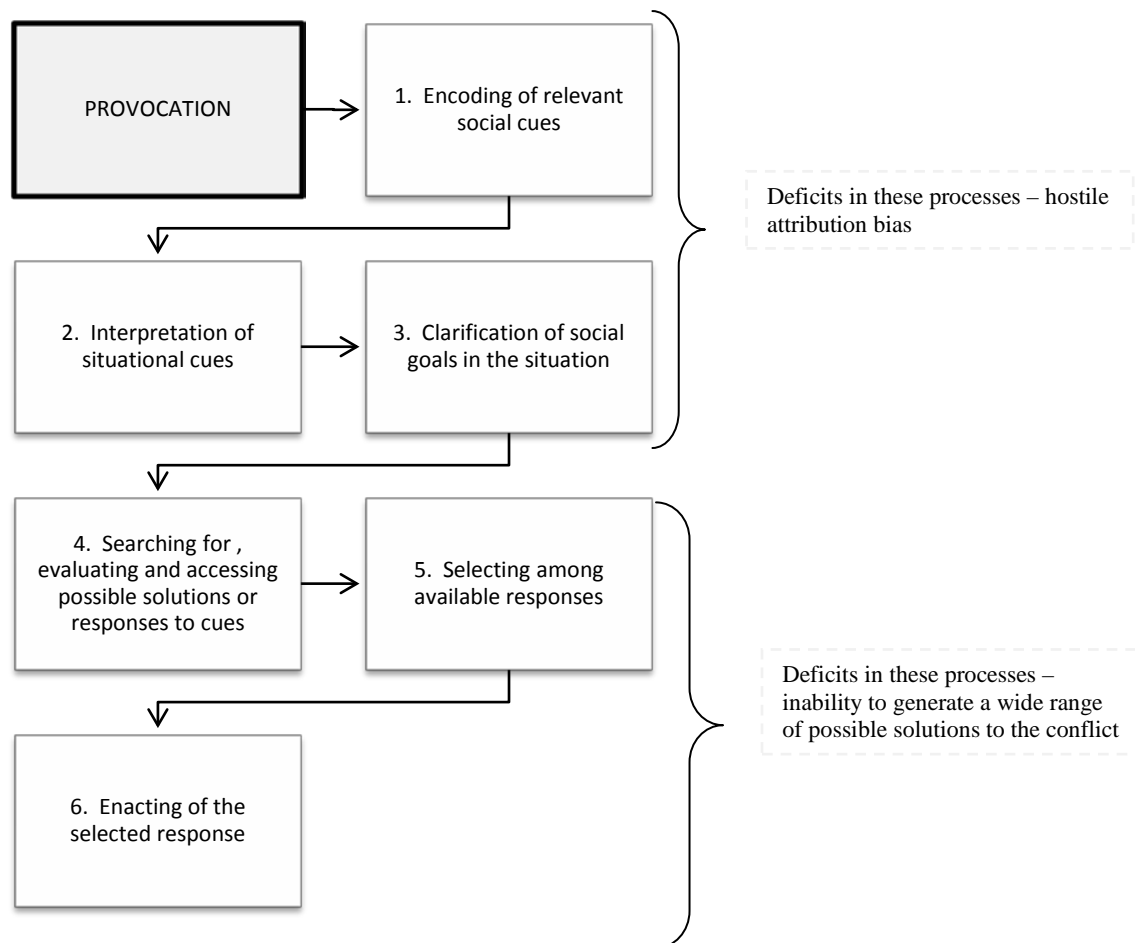 PROVOCATION
1. Encoding of relevant
social cues
Deficits in these processes – hostile
attribution bias
2. Interpretation of
situational cues
3. Clarification of social
goals in the situation
4. Searching for ,
evaluating and accessing
possible solutions or
responses to cues
5. Selecting among
available responses
Deficits in these processes –
inability to generate a wide range
of possible solutions to the conflict
6. Enacting of the
selected response